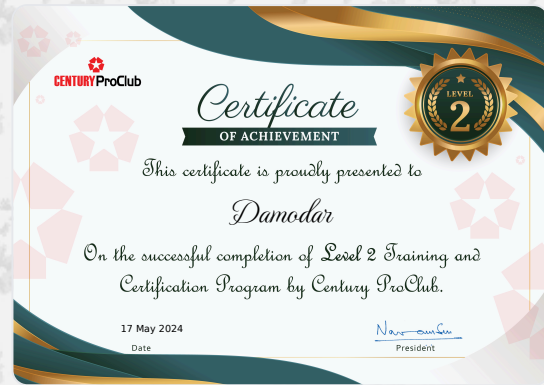 CENTURY ProClub
LEVEL
2
Certificate
OF ACHIEVEMENT
This certificate is proudly presented to
Damodar
On the successful completion of Level 2 Training and
Certification Program by Century ProClub.
17 May 2024
Date
President